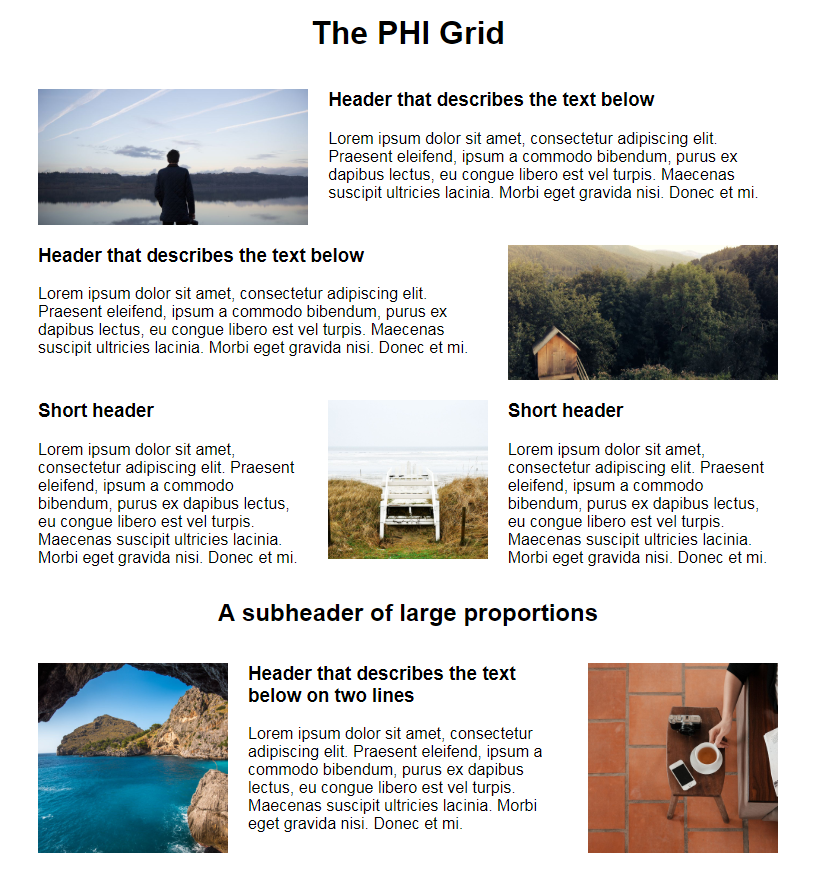 The PHI Grid
Header that describes the text below
Lorem ipsum dolor sit amet, consectetur adipiscing elit.
Praesent eleifend, ipsum a commodo bibendum, purus ex
dapibus lectus, eu congue libero est vel turpis. Maecenas
suscipit ultricies lacinia. Morbi eget gravida nisi. Donec et mi.
Header that describes the text below
Lorem ipsum dolor sit amet, consectetur adipiscing elit.
Praesent eleifend, ipsum a commodo bibendum, purus ex
dapibus lectus, eu congue libero est vel turpis. Maecenas
suscipit ultricies lacinia. Morbi eget gravida nisi. Donec et mi.
Short header
Lorem ipsum dolor sit amet,
consectetur adipiscing elit. Praesent
eleifend, ipsum a commodo
bibendum, purus ex dapibus lectus,
eu congue libero est vel turpis.
Maecenas suscipit ultricies lacinia.
Morbi eget gravida nisi. Donec et mi.
Short header
Lorem ipsum dolor sit amet,
consectetur adipiscing elit. Praesent
eleifend, ipsum a commodo
bibendum, purus ex dapibus lectus,
eu congue libero est vel turpis.
Maecenas suscipit ultricies lacinia.
Morbi eget gravida nisi. Donec et mi.
A subheader of large proportions
Header that describes the text
below on two lines
Lorem ipsum dolor sit amet, consectetur
adipiscing elit. Praesent eleifend, ipsum a
commodo bibendum, purus ex dapibus
lectus, eu congue libero est vel turpis.
Maecenas suscipit ultricies lacinia. Morbi
eget gravida nisi. Donec et mi.